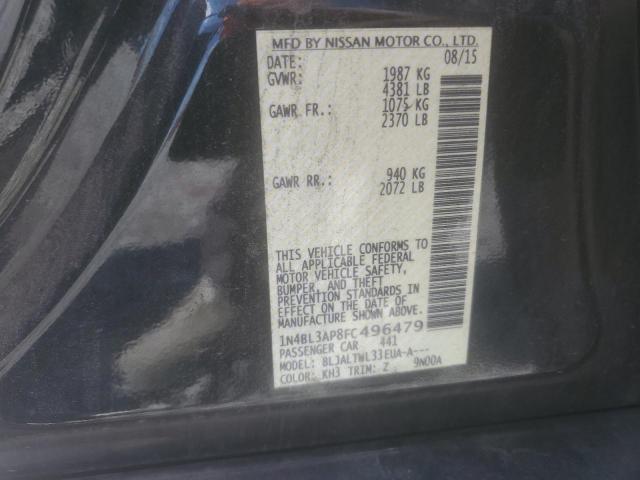 MFD BY NISSAN MOTOR CO., LTD.
DATE: 08/15
GVWR: 1987 KG
4381 LB
GAWR FR.: 1075 KG
2370 LB
GAWR RR.: 940 KG
2072 LB
THIS VEHICLE CONFORMS TO
ALL APPLICABLE FEDERAL
MOTOR VEHICLE SAFETY,
BUMPER, AND THEFT
PREVENTION STANDARDS IN
EFFECT ON THE DATE OF
MANUFACTURE SHOWN ABOVE.
1N4BL3AP8FC496479
PASSENGER CAR 441
MODEL: BLJALTWL33EUA-A---
COLOR: KH3 TRIM: Z 9N00A